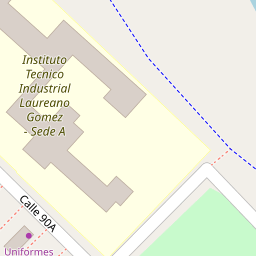 Instituto
Tecnico
Industrial
Laureano
Gomez
- Sede A
Calle 90A
Uniformes